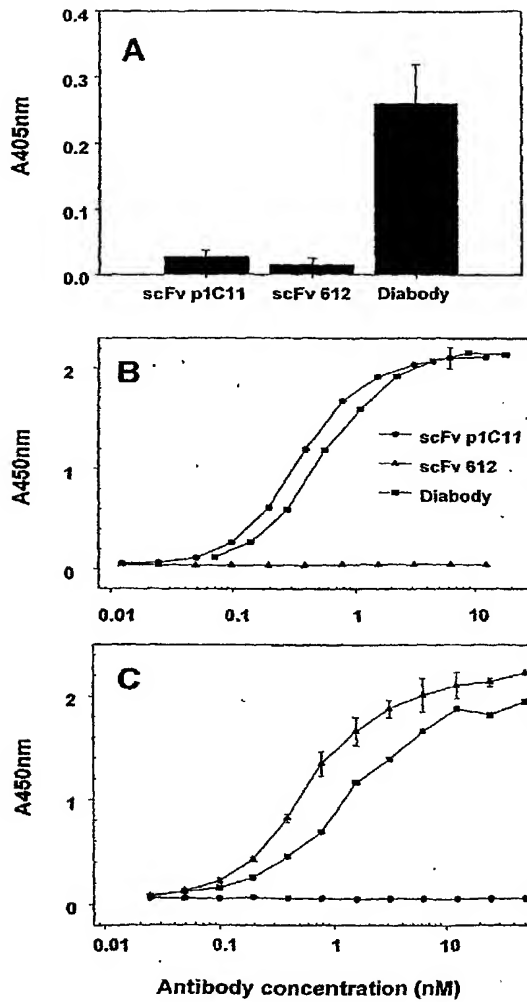 0.4
A
0.3
A405nm
0.2
0.1
0.0
scFv p1C11 scFv 612 Diabody
2
B
scFv p1C11
A450nm
1
scFv 612
Diabody
0
0.01 0.1 1 10
C
2
A450nm
1
0
0.01 0.1 1 10
Antibody concentration (nM)